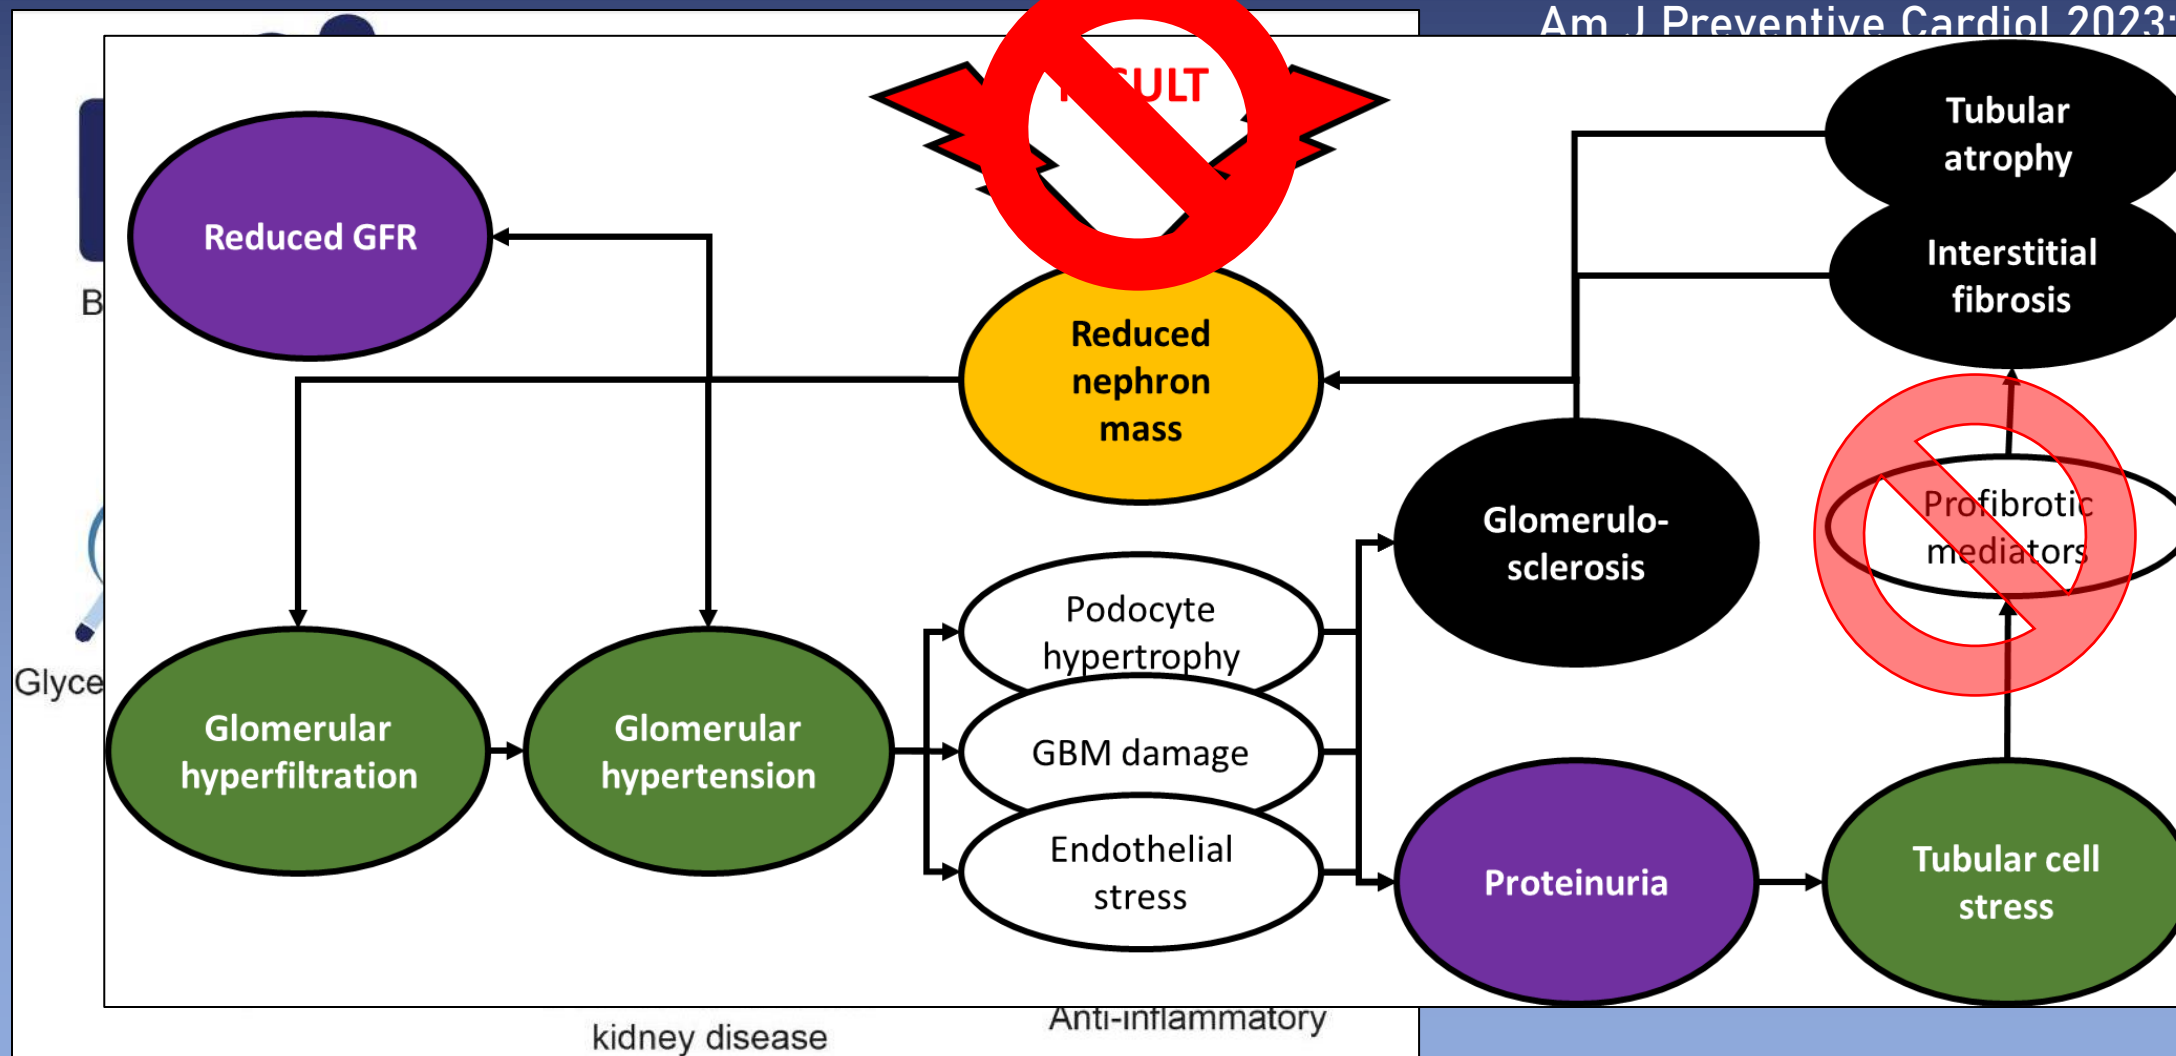 Am J Preventive Cardiol 2023:
Reduced GFR
Reduced
nephron
mass
Tubular
atrophy
Interstitial
fibrosis
Profibrotic
mediators
Glomerulo-
sclerosis
Podocyte
hypertrophy
GBM damage
Endothelial
stress
Glomerular
hyperfiltration
Glomerular
hypertension
Proteinuria
Tubular cell
stress
B
Glyce
kidney disease
Anti-inflammatory